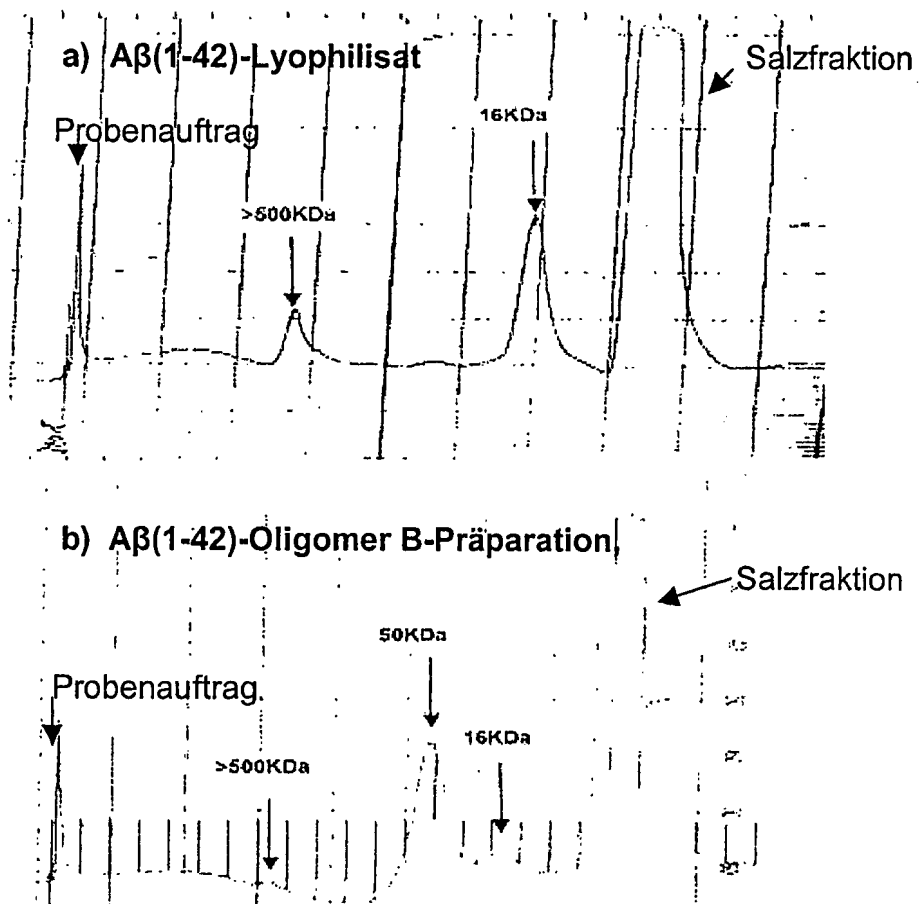 a) Aβ(1-42)-Lyophilisat
Salzfraktion
Probenauftrag
16KDa
>500KDa
b) Aβ(1-42)-Oligomer B-Präparation
Salzfraktion
50KDa
Probenauftrag
16KDa
>500KDa